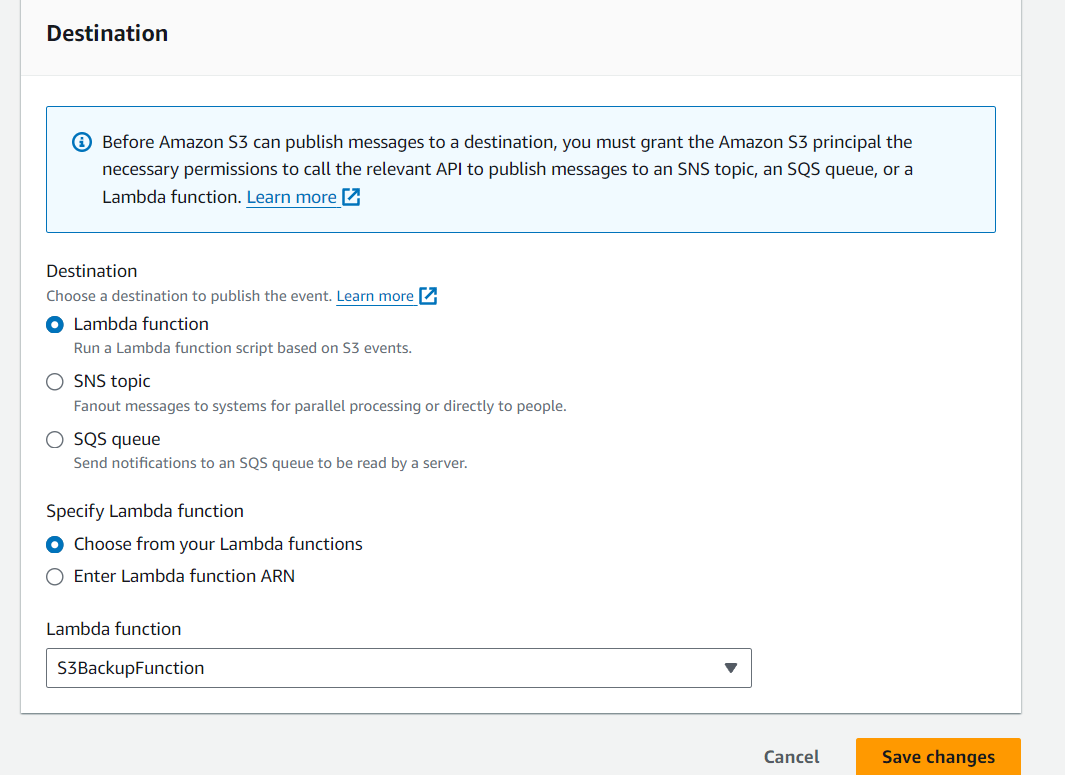 Destination
Before Amazon S3 can publish messages to a destination, you must grant the Amazon S3 principal the
necessary permissions to call the relevant API to publish messages to an SNS topic, an SQS queue, or a
Lambda function. Learn more
Destination
Choose a destination to publish the event. Learn more
Lambda function
Run a Lambda function script based on S3 events.
SNS topic
Fanout messages to systems for parallel processing or directly to people.
SQS queue
Send notifications to an SQS queue to be read by a server.
Specify Lambda function
Choose from your Lambda functions
Enter Lambda function ARN
Lambda function
S3BackupFunction
Cancel Save changes